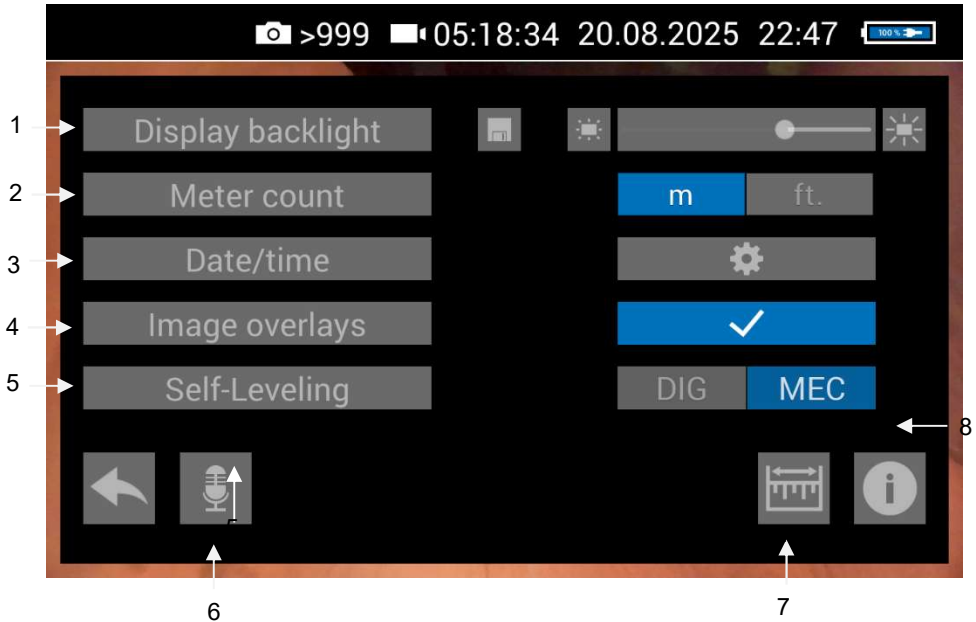 >999 05:18:34 20.08.2025 22:47 100 %
1 Display backlight
2 Meter count m ft.
3 Date/time
4 Image overlays
5 Self-Leveling DIG MEC
8
i
6 7